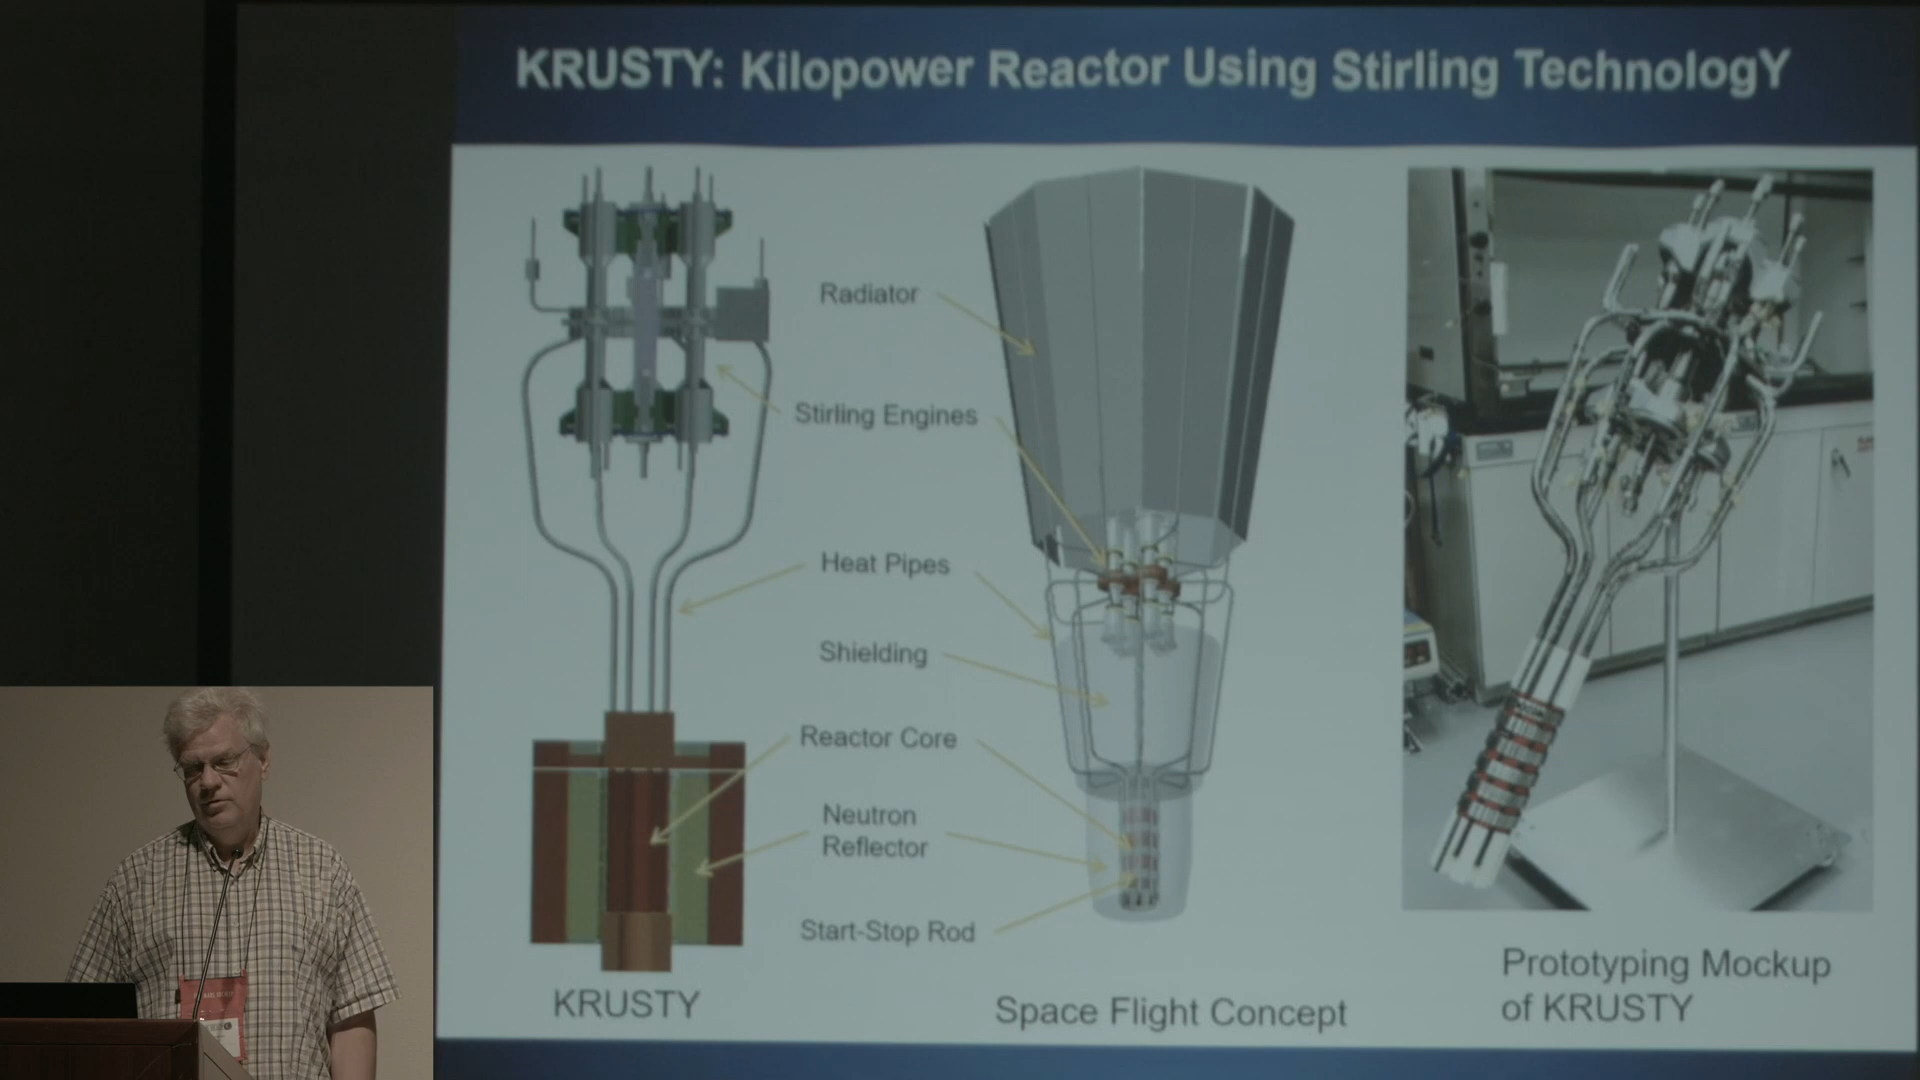 KRUSTY: Kilopower Reactor Using Stirling TechnologY
Radiator
Stirling Engines
Heat Pipes
Shielding
Reactor Core
Neutron
Reflector
Start-Stop Rod
KRUSTY
Space Flight Concept
Prototyping Mockup
of KRUSTY